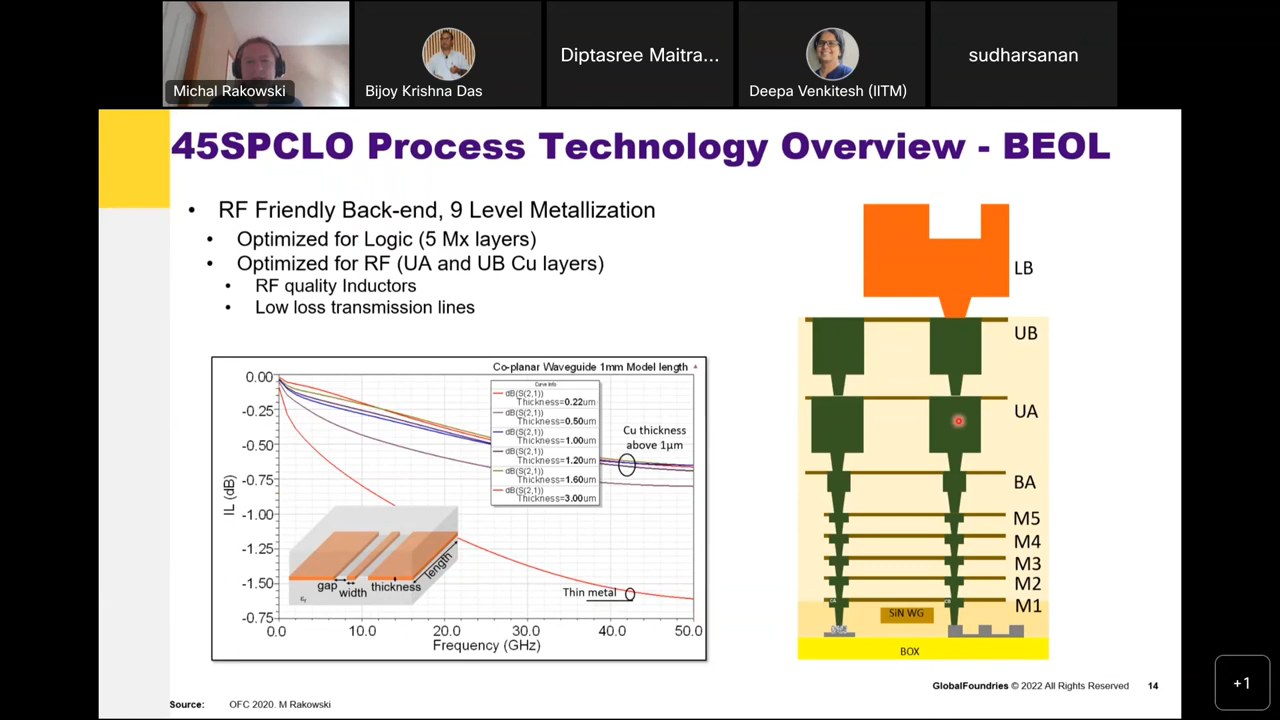 Michal Rakowski
Bijoy Krishna Das
Diptasree Maitra...
Deepa Venkitesh (IITM)
sudharsanan
45SPCLO Process Technology Overview - BEOL
• RF Friendly Back-end, 9 Level Metallization
• Optimized for Logic (5 Mx layers)
• Optimized for RF (UA and UB Cu layers)
• RF quality Inductors
• Low loss transmission lines
Co-planar Waveguide 1mm Model length
Curve Info
dB(S(2,1))
Thickness=0.22um
dB(S(2,1))
Thickness=0.50um
dB(S(2,1))
Thickness=1.00um
dB(S(2,1))
Thickness=1.20um
dB(S(2,1))
Thickness=1.60um
dB(S(2,1))
Thickness=3.00um
Cu thickness
above 1μm
Thin metal
IL (dB)
0.00
-0.25
-0.50
-0.75
-1.00
-1.25
-1.50
-0.75
0.0 10.0 20.0 30.0 40.0 50.0
Frequency (GHz)
gap
width
thickness
length
εr
LB
UB
UA
BA
M5
M4
M3
M2
M1
SiN WG
BOX
GlobalFoundries © 2022 All Rights Reserved 14
Source: OFC 2020. M Rakowski
+1